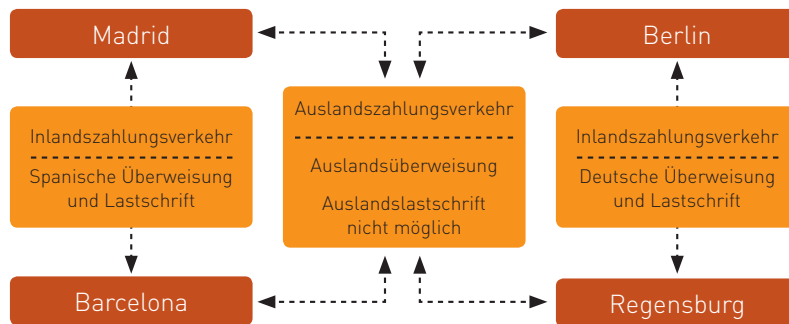 Madrid
Berlin
Inlandszahlungsverkehr
Spanische Überweisung
und Lastschrift
Auslandszahlungsverkehr
Auslandsüberweisung
Auslandslastschrift
nicht möglich
Inlandszahlungsverkehr
Deutsche Überweisung
und Lastschrift
Barcelona
Regensburg